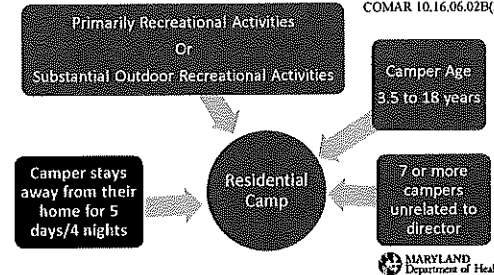 COMAR 10.16.06.02B(
Primarily Recreational Activities
Or
Substantial Outdoor Recreational Activities
Camper Age
3.5 to 18 years
Camper stays
away from their
home for 5
days/4 nights
Residential
Camp
7 or more
campers
unrelated to
director
MARYLAND
Department of Heal